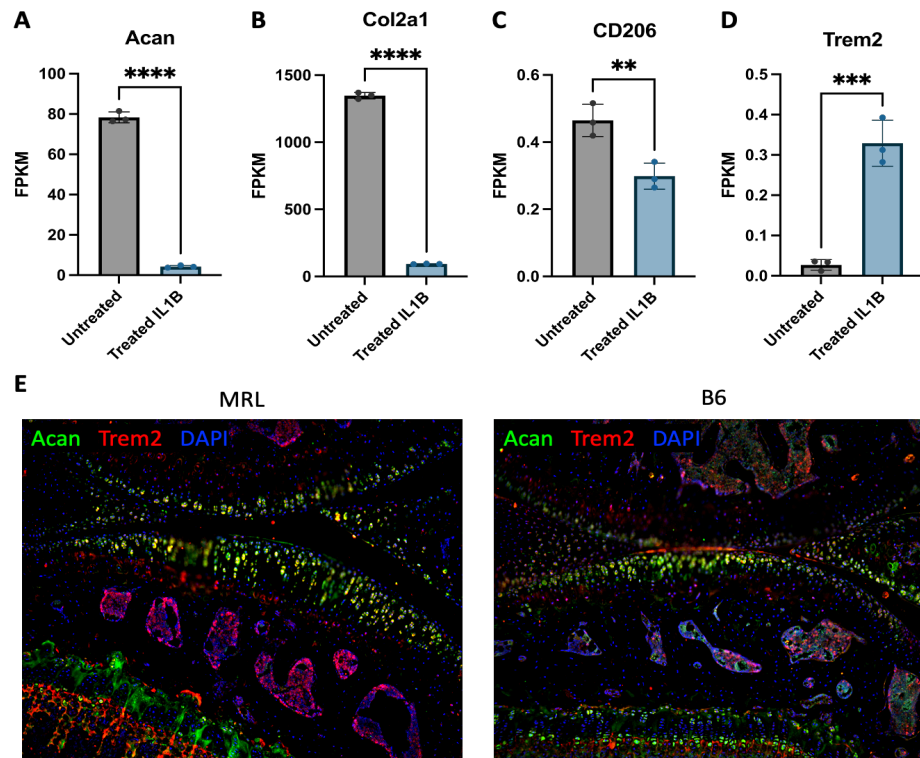 A
Acan
****
FPKM
100
80
60
40
20
0
Untreated
Treated IL1B
B
Col2a1
****
FPKM
1500
1000
500
0
Untreated
Treated IL1B
C
CD206
**
FPKM
0.6
0.4
0.2
0.0
Untreated
Treated IL1B
D
Trem2
***
FPKM
0.5
0.4
0.3
0.2
0.1
0.0
Untreated
Treated IL1B
E
MRL
Acan Trem2 DAPI
B6
Acan Trem2 DAPI